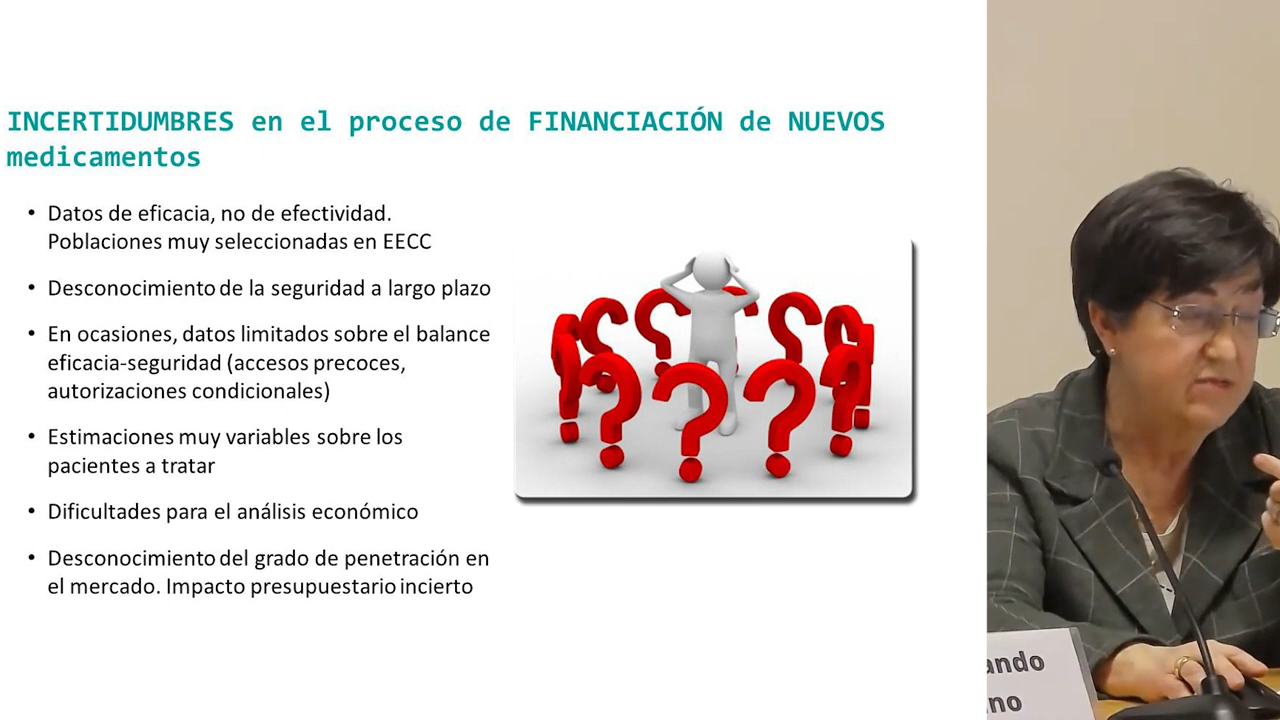 INCERTIDUMBRES en el proceso de FINANCIACIÓN de NUEVOS
medicamentos
• Datos de eficacia, no de efectividad.
Poblaciones muy seleccionadas en EECC
• Desconocimiento de la seguridad a largo plazo
• En ocasiones, datos limitados sobre el balance
eficacia-seguridad (accesos precoces,
autorizaciones condicionales)
• Estimaciones muy variables sobre los
pacientes a tratar
• Dificultades para el análisis económico
• Desconocimiento del grado de penetración en
el mercado. Impacto presupuestario incierto